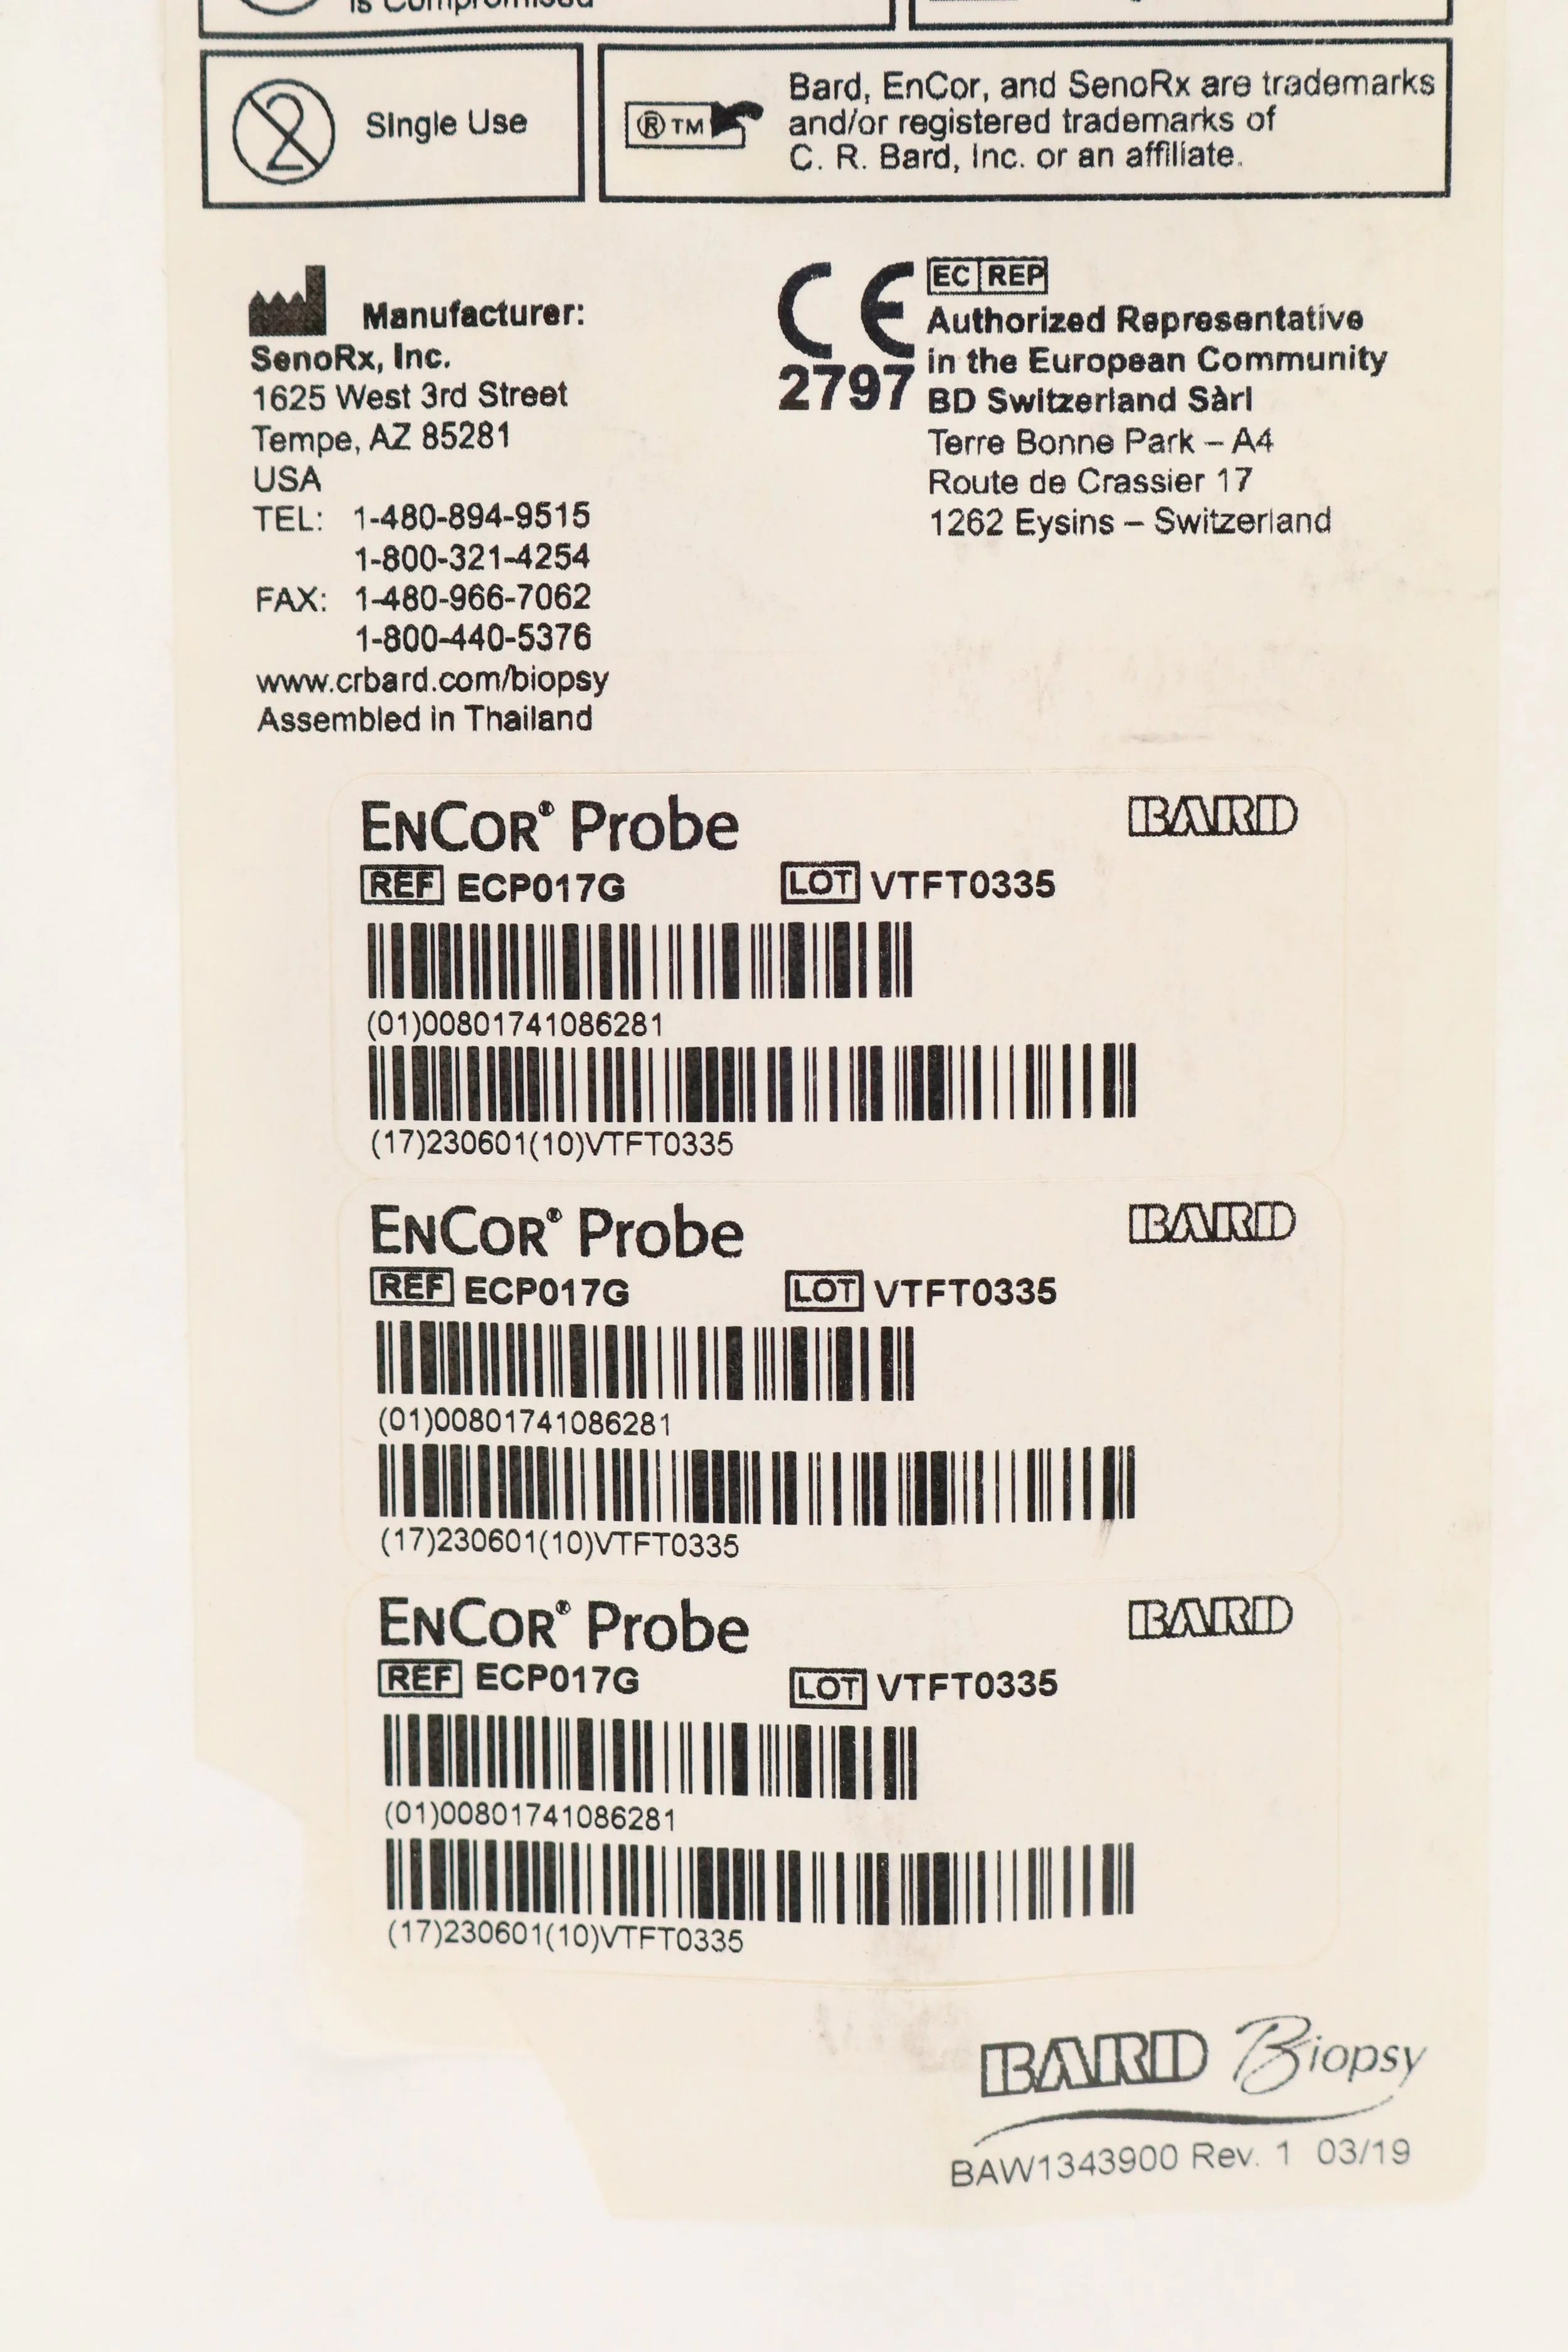 is Compromised
Single Use
®TM
Bard, EnCor, and SenoRx are trademarks
and/or registered trademarks of
C. R. Bard, Inc. or an affiliate.
Manufacturer:
SenoRx, Inc.
1625 West 3rd Street
Tempe, AZ 85281
USA
TEL: 1-480-894-9515
1-800-321-4254
FAX: 1-480-966-7062
1-800-440-5376
www.crbard.com/biopsy
Assembled in Thailand
CE
2797
EC REP
Authorized Representative
in the European Community
BD Switzerland Sàrl
Terre Bonne Park – A4
Route de Crassier 17
1262 Eysins – Switzerland
ENCOR® Probe BARD
REF ECP017G LOT VTFT0335
(01)00801741086281
(17)230601(10)VTFT0335
ENCOR® Probe BARD
REF ECP017G LOT VTFT0335
(01)00801741086281
(17)230601(10)VTFT0335
ENCOR® Probe BARD
REF ECP017G LOT VTFT0335
(01)00801741086281
(17)230601(10)VTFT0335
BARD Biopsy
BAW1343900 Rev. 1 03/19